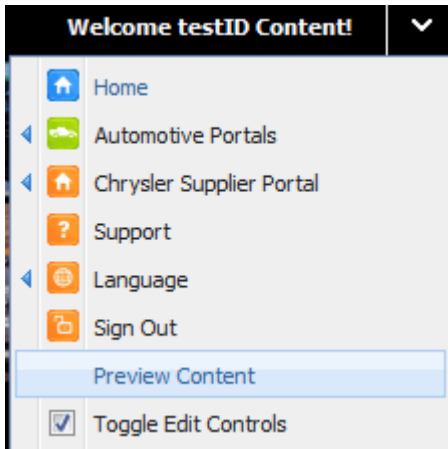 Welcome testID Content!
Home
Automotive Portals
Chrysler Supplier Portal
? Support
Language
Sign Out
Preview Content
Toggle Edit Controls